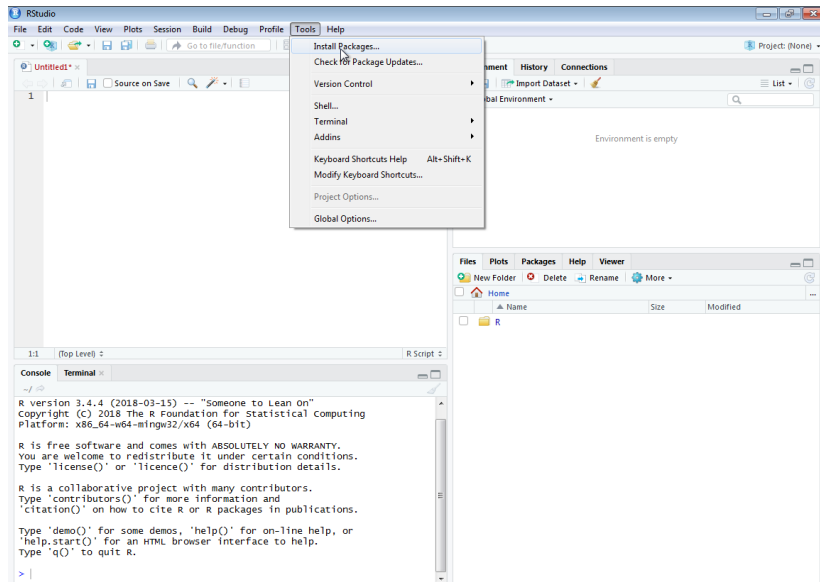 RStudio
File Edit Code View Plots Session Build Debug Profile Tools Help
Go to file/function
Project: (None)
Install Packages...
Check for Package Updates...
Version Control
Shell...
Terminal
Addins
Keyboard Shortcuts Help Alt+Shift+K
Modify Keyboard Shortcuts...
Project Options...
Global Options...
Untitled1*
Source on Save
1
1:1 (Top Level) R Script
nment History Connections
Import Dataset List
bal Environment
Environment is empty
Files Plots Packages Help Viewer
New Folder Delete Rename More
Home
Name Size Modified
R
Console Terminal
~/
R version 3.4.4 (2018-03-15) -- "Someone to Lean On"
Copyright (C) 2018 The R Foundation for Statistical Computing
Platform: x86_64-w64-mingw32/x64 (64-bit)
R is free software and comes with ABSOLUTELY NO WARRANTY.
You are welcome to redistribute it under certain conditions.
Type 'license()' or 'licence()' for distribution details.
R is a collaborative project with many contributors.
Type 'contributors()' for more information and
'citation()' on how to cite R or R packages in publications.
Type 'demo()' for some demos, 'help()' for on-line help, or
'help.start()' for an HTML browser interface to help.
Type 'q()' to quit R.
>